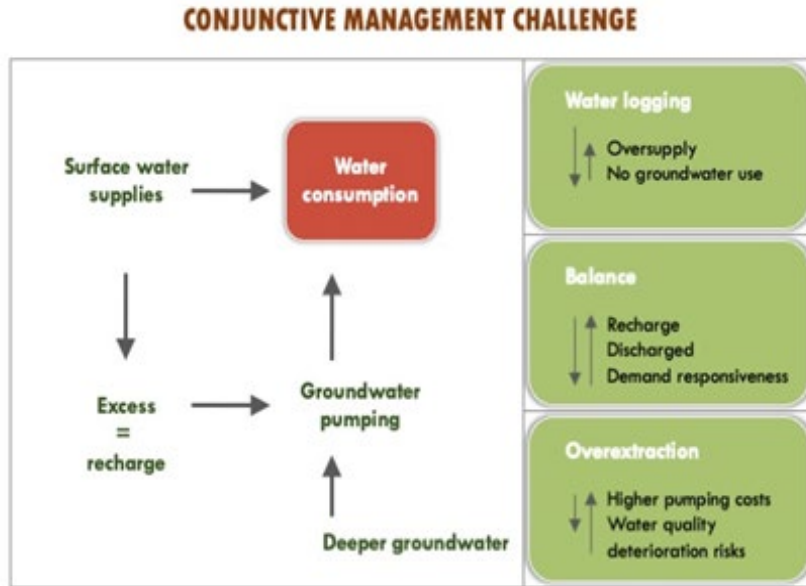 CONJUNCTIVE MANAGEMENT CHALLENGE
Surface water
supplies
Water
consumption
Excess
=
recharge
Groundwater
pumping
Deeper groundwater
Water logging
Oversupply
No groundwater use
Balance
Recharge
Discharged
Demand responsiveness
Overextraction
Higher pumping costs
Water quality
deterioration risks